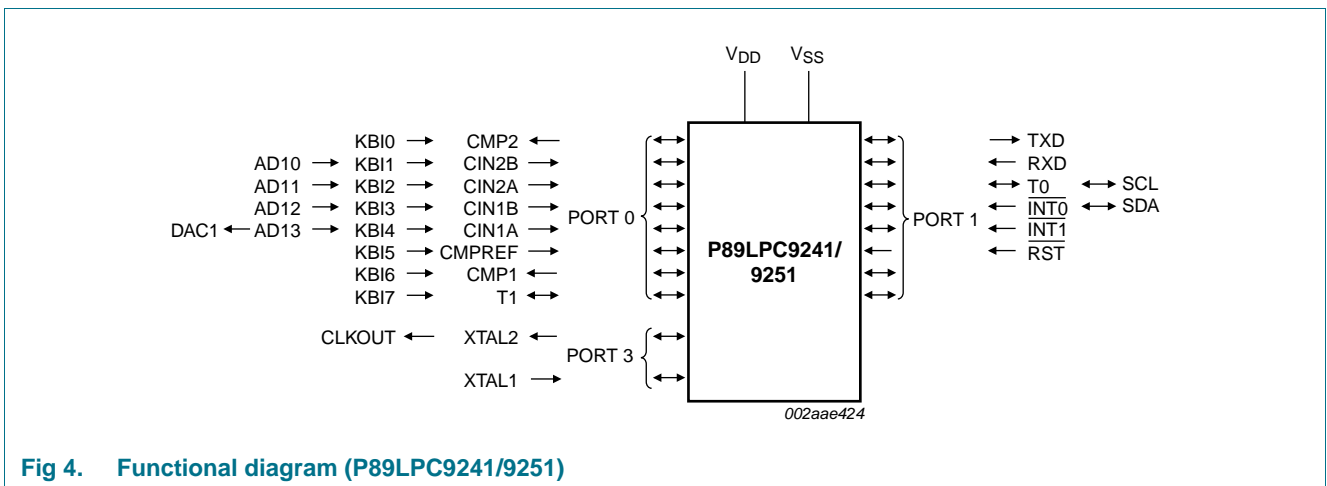 VDD VSS
KBI0 CMP2 TXD
AD10 KBI1 CIN2B RXD
AD11 KBI2 CIN2A T0 SCL
AD12 KBI3 CIN1B PORT 0 PORT 1 INT0 SDA
DAC1 AD13 KBI4 CIN1A INT1
KBI5 CMPREF P89LPC9241/ RST
KBI6 CMP1 9251
KBI7 T1
CLKOUT XTAL2
PORT 3
XTAL1
002aae424
Fig 4. Functional diagram (P89LPC9241/9251)